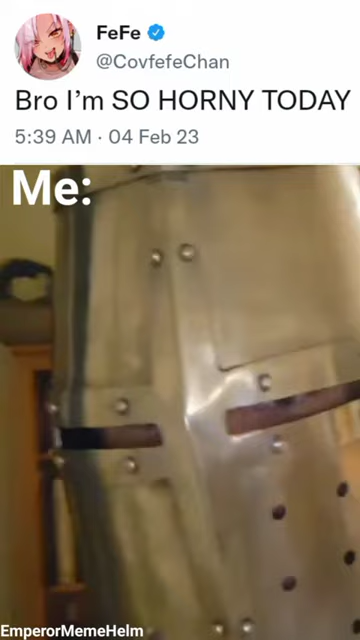 FeFe
@CovfefeChan
Bro I'm SO HORNY TODAY
5:39 AM · 04 Feb 23
Me:
EmperorMemeHelm